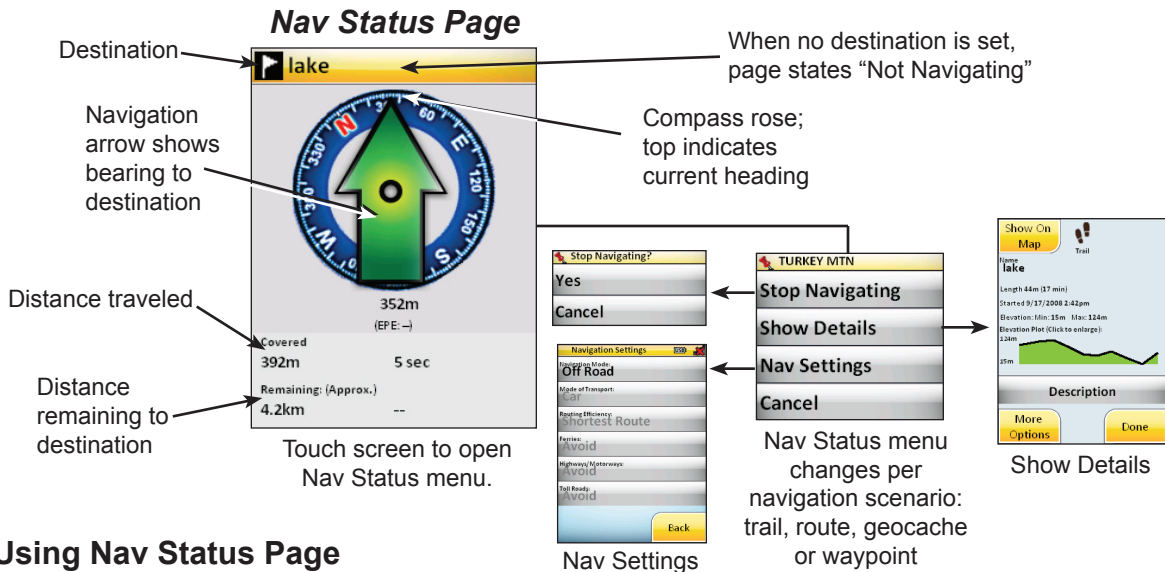 Nav Status Page
Destination
lake
When no destination is set,
page states “Not Navigating”
Navigation
arrow shows
bearing to
destination
Compass rose;
top indicates
current heading
330
N
3
60
E
120
150
S
W
30
352m
(EPE: --)
Distance traveled
Covered
392m 5 sec
Distance
remaining to
destination
Remaining: (Approx.)
4.2km --
Touch screen to open
Nav Status menu.
Stop Navigating?
Yes
Cancel
Navigation Settings
Navigation Mode:
Off Road
Mode of Transport:
Car
Routing Efficiency:
Shortest Route
Ferries:
Avoid
Highways/Motorways:
Avoid
Toll Roads:
Avoid
Back
Nav Settings
TURKEY MTN
Stop Navigating
Show Details
Nav Settings
Cancel
Nav Status menu
changes per
navigation scenario:
trail, route, geocache
or waypoint
Show On
Map
Trail
Name
lake
Length 44m (17 min)
Started 9/17/2008 2:42pm
Elevation: Min: 15m Max: 124m
Elevation Plot (Click to enlarge):
124m
15m
Description
More
Options
Done
Show Details
Using Nav Status Page